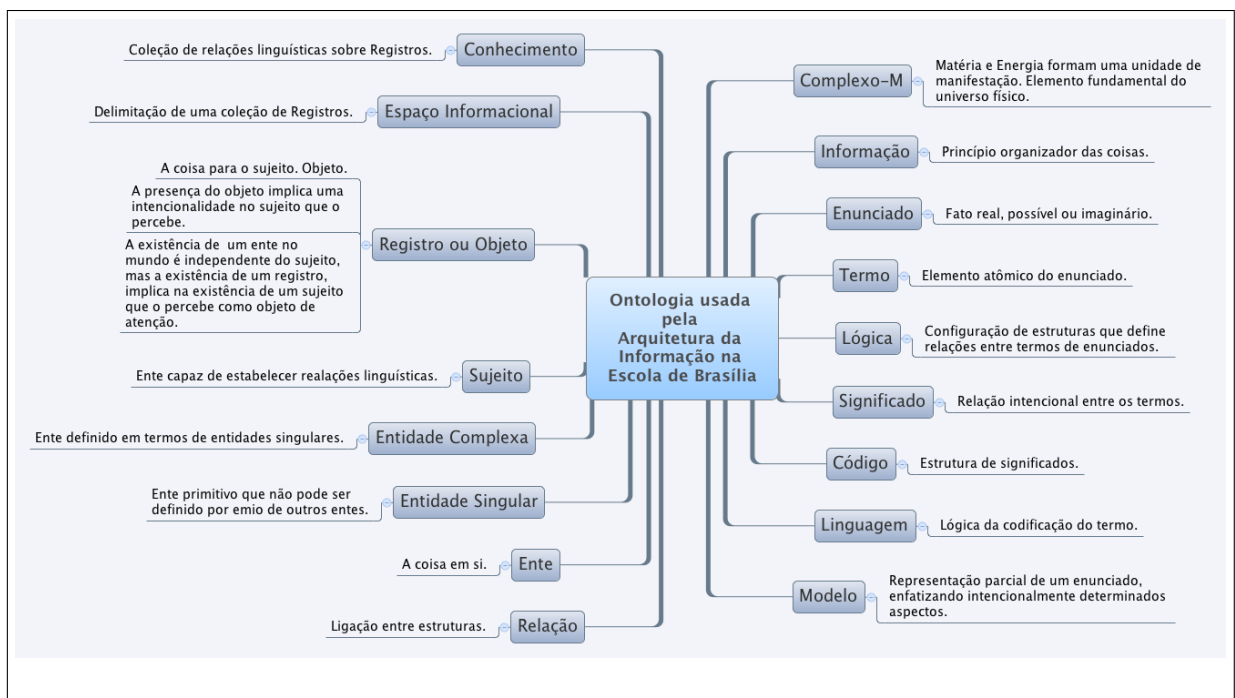 Ontologia usada
pela
Arquitetura da
Informação na
Escola de Brasília
Complexo-M
Matéria e Energia formam uma unidade de
manifestação. Elemento fundamental do
universo físico.
Informação
Princípio organizador das coisas.
Enunciado
Fato real, possível ou imaginário.
Termo
Elemento atômico do enunciado.
Lógica
Configuração de estruturas que define
relações entre termos de enunciados.
Significado
Relação intencional entre os termos.
Código
Estrutura de significados.
Linguagem
Lógica da codificação do termo.
Modelo
Representação parcial de um enunciado,
enfatizando intencionalmente determinados
aspectos.
Conhecimento
Coleção de relações linguísticas sobre Registros.
Espaço Informacional
Delimitação de uma coleção de Registros.
Registro ou Objeto
A coisa para o sujeito. Objeto.
A presença do objeto implica uma
intencionalidade no sujeito que o
percebe.
A existência de um ente no
mundo é independente do sujeito,
mas a existência de um registro,
implica na existência de um sujeito
que o percebe como objeto de
atenção.
Sujeito
Ente capaz de estabelecer realações linguísticas.
Entidade Complexa
Ente definido em termos de entidades singulares.
Entidade Singular
Ente primitivo que não pode ser
definido por emio de outros entes.
Ente
A coisa em si.
Relação
Ligação entre estruturas.